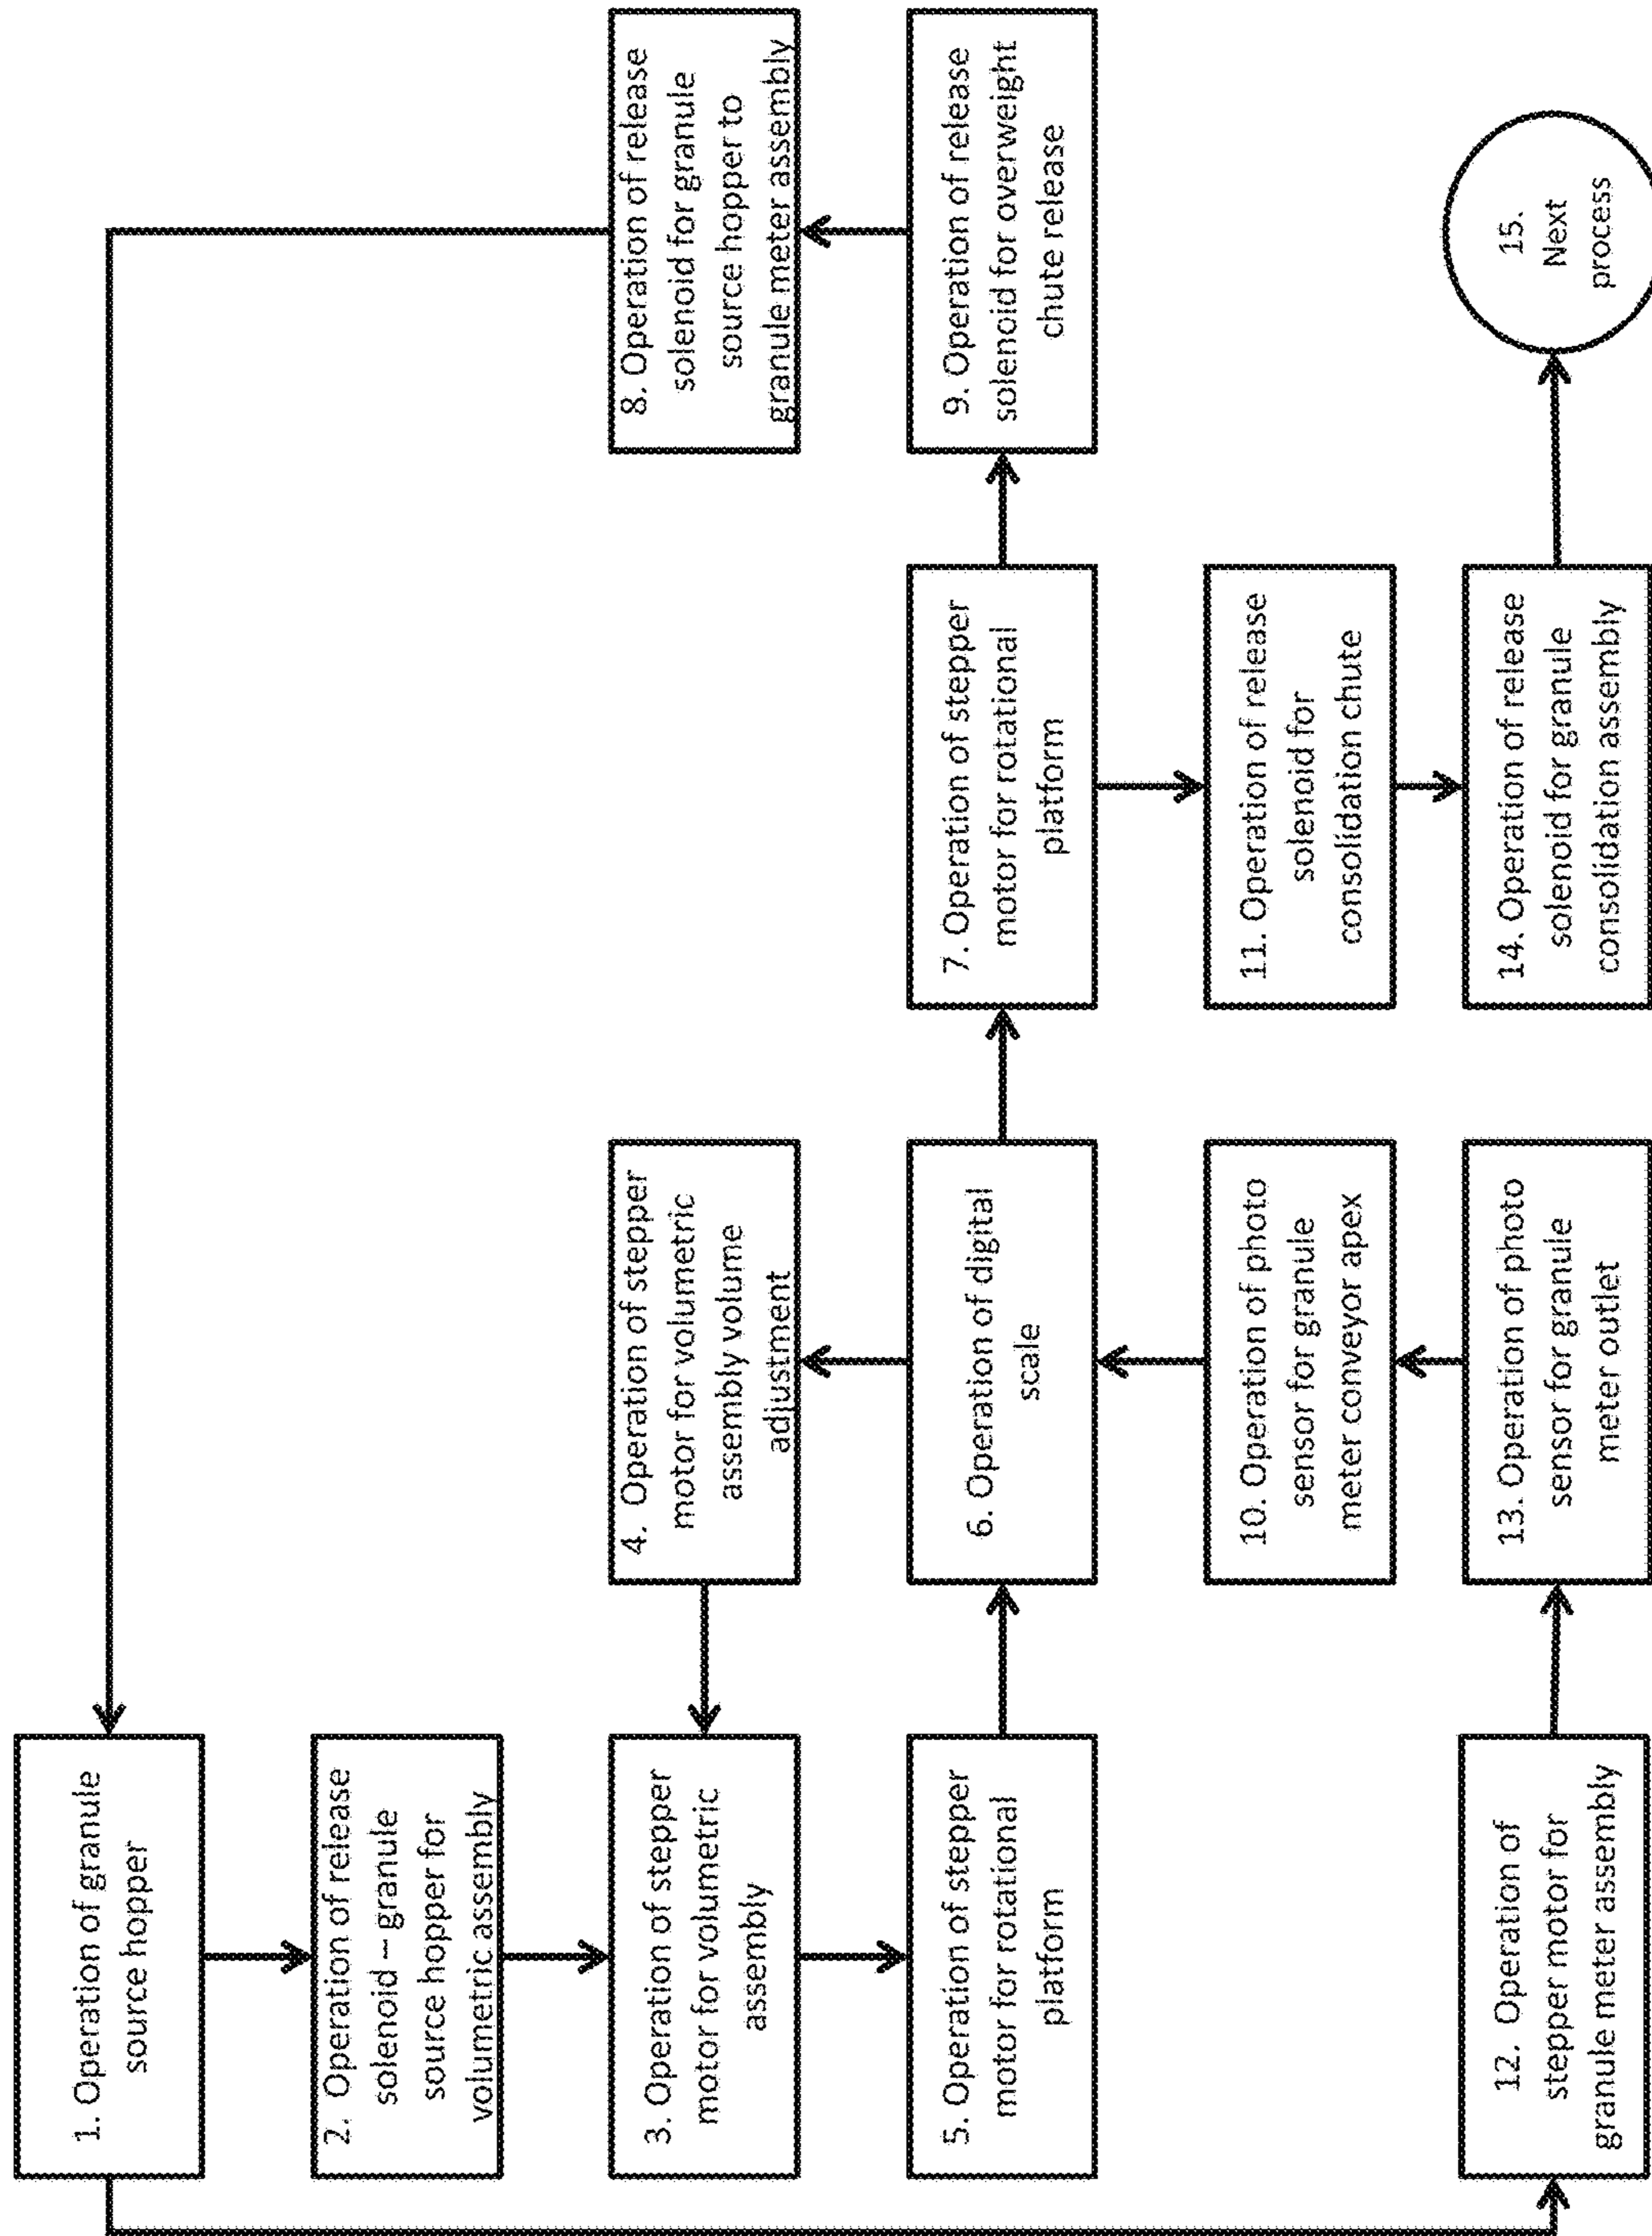 1. Operation of granule
source hopper
2. Operation of release
solenoid – granule
source hopper for
volumetric assembly
3. Operation of stepper
motor for volumetric
assembly
4. Operation of stepper
motor for volumetric
assembly volume
adjustment
8. Operation of release
solenoid for granule
source hopper to
granule meter assembly
5. Operation of stepper
motor for rotational
platform
6. Operation of digital
scale
7. Operation of stepper
motor for rotational
platform
9. Operation of release
solenoid for overweight
chute release
10. Operation of photo
sensor for granule
meter conveyor apex
11. Operation of release
solenoid for
consolidation chute
12. Operation of
stepper motor for
granule meter assembly
13. Operation of photo
sensor for granule
meter outlet
14. Operation of release
solenoid for granule
consolidation assembly
15.
Next
process